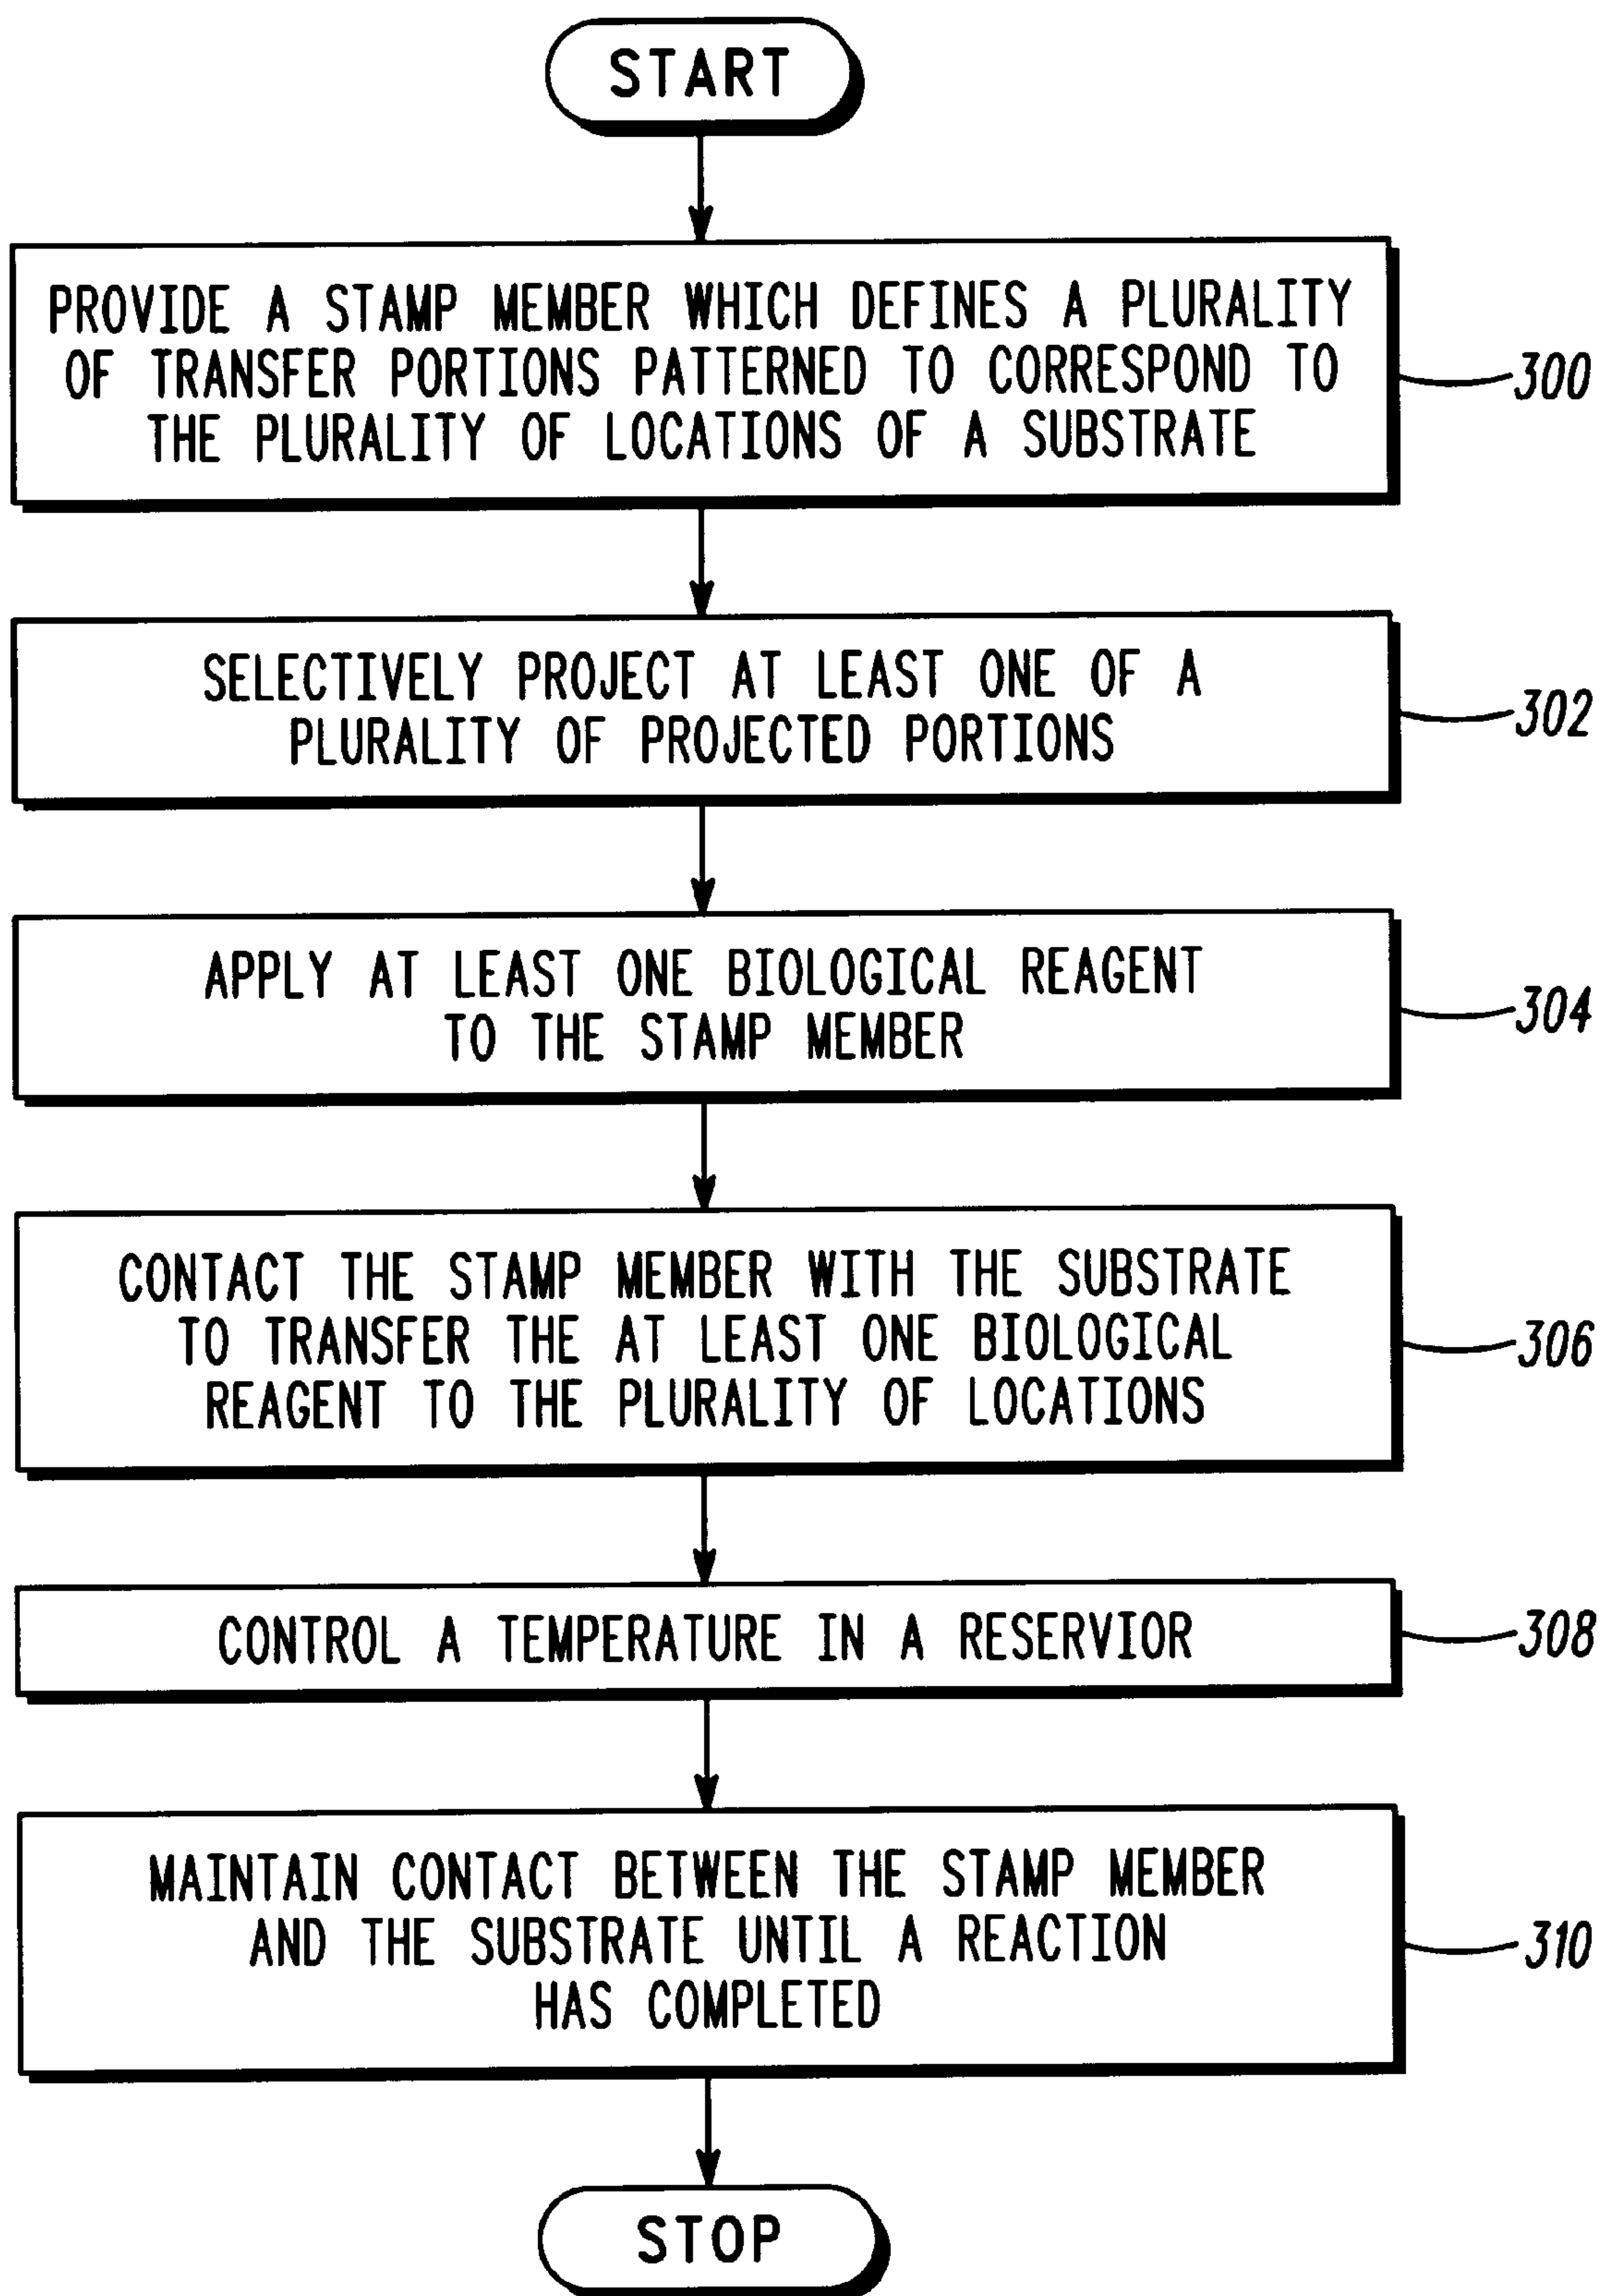 START
PROVIDE A STAMP MEMBER WHICH DEFINES A PLURALITY
OF TRANSFER PORTIONS PATTERNED TO CORRESPOND TO
THE PLURALITY OF LOCATIONS OF A SUBSTRATE
300
SELECTIVELY PROJECT AT LEAST ONE OF A
PLURALITY OF PROJECTED PORTIONS
302
APPLY AT LEAST ONE BIOLOGICAL REAGENT
TO THE STAMP MEMBER
304
CONTACT THE STAMP MEMBER WITH THE SUBSTRATE
TO TRANSFER THE AT LEAST ONE BIOLOGICAL
REAGENT TO THE PLURALITY OF LOCATIONS
306
CONTROL A TEMPERATURE IN A RESERVIOR
308
MAINTAIN CONTACT BETWEEN THE STAMP MEMBER
AND THE SUBSTRATE UNTIL A REACTION
HAS COMPLETED
310
STOP